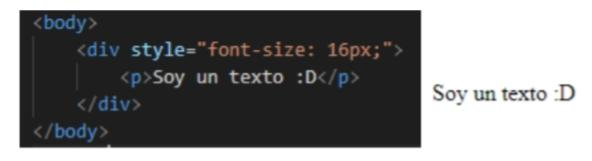 <body>
<div style="font-size: 16px;">
<p>Soy un texto :D</p>
</div>
</body>
Soy un texto :D